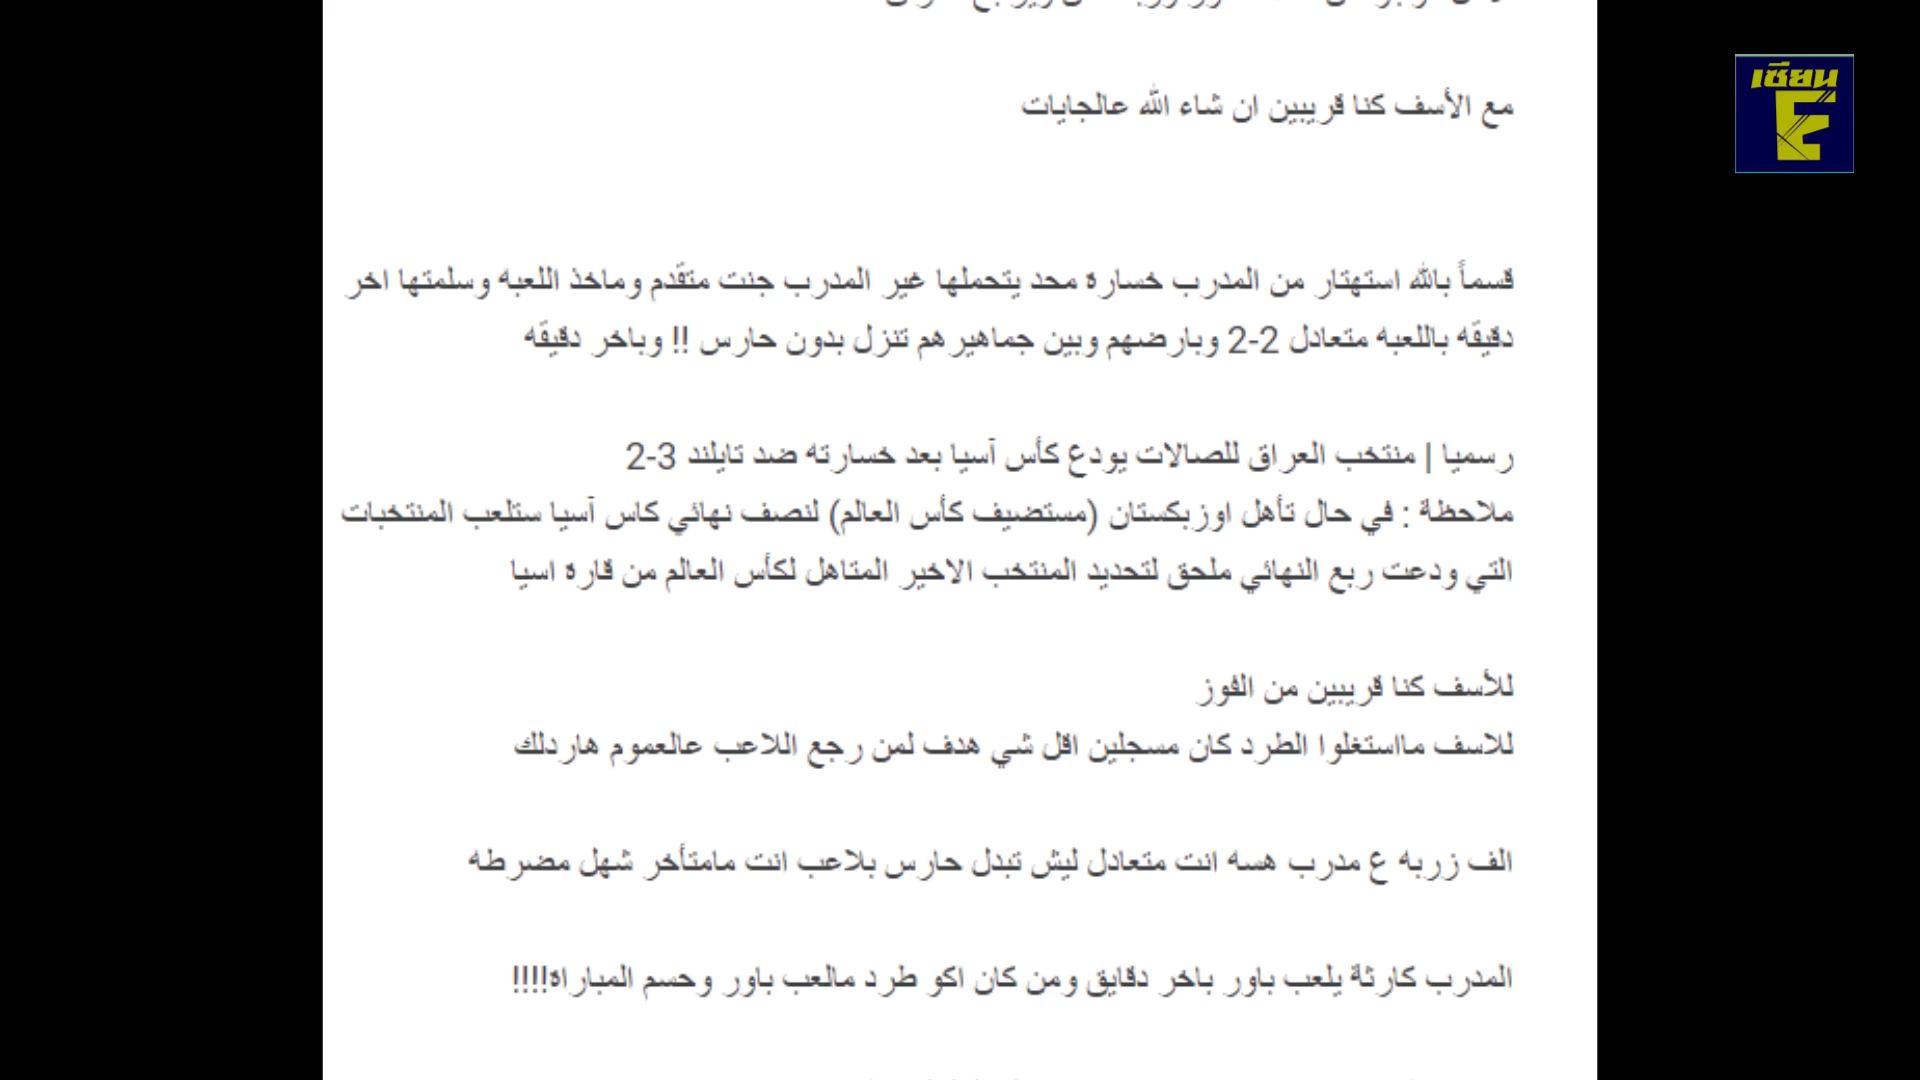 مع الأسف كنا قريبين ان شاء الله عالجايات
قسماً بالله استهتار من المدرب خسارة محد يتحملها غير المدرب جنت متقدم وماخذ اللعبه وسلمتها اخر
دقيقه باللعبه متعادل 2-2 وبارضهم وبين جماهيرهم تنزل بدون حارس !! وباخر دقيقه
رسميا | منتخب العراق للصالات يودع كأس آسيا بعد خسارته ضد تايلند 3-2
ملاحظة : في حال تأهل اوزبكستان (مستضيف كأس العالم) لنصف نهائي كاس آسيا ستلعب المنتخبات
التي ودعت ربع النهائي ملحق لتحديد المنتخب الاخير المتاهل لكأس العالم من قارة اسيا
للأسف كنا قريبين من الفوز
للاسف مااستغلوا الطرد كان مسجلين اقل شي هدف لمن رجع اللاعب عالعموم هاردلك
الف زربه ع مدرب هسه انت متعادل ليش تبدل حارس بلاعب انت مامتأخر شهل مضرطه
المدرب كارثة يلعب باور باخر دقايق ومن كان اكو طرد مالعب باور وحسم المباراة!!!!
เซียน
E